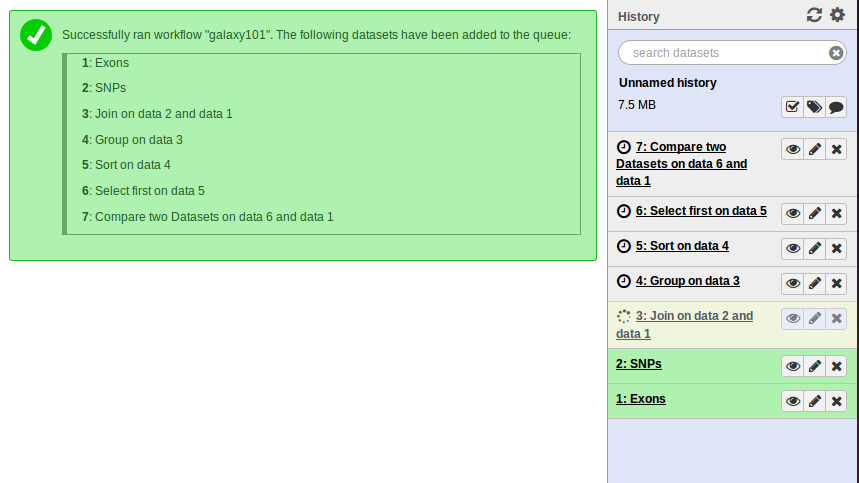 Successfully ran workflow "galaxy101". The following datasets have been added to the queue:
1: Exons
2: SNPs
3: Join on data 2 and data 1
4: Group on data 3
5: Sort on data 4
6: Select first on data 5
7: Compare two Datasets on data 6 and data 1
History
search datasets
Unnamed history
7.5 MB
7: Compare two
Datasets on data 6 and
data 1
6: Select first on data 5
5: Sort on data 4
4: Group on data 3
3: Join on data 2 and
data 1
2: SNPs
1: Exons